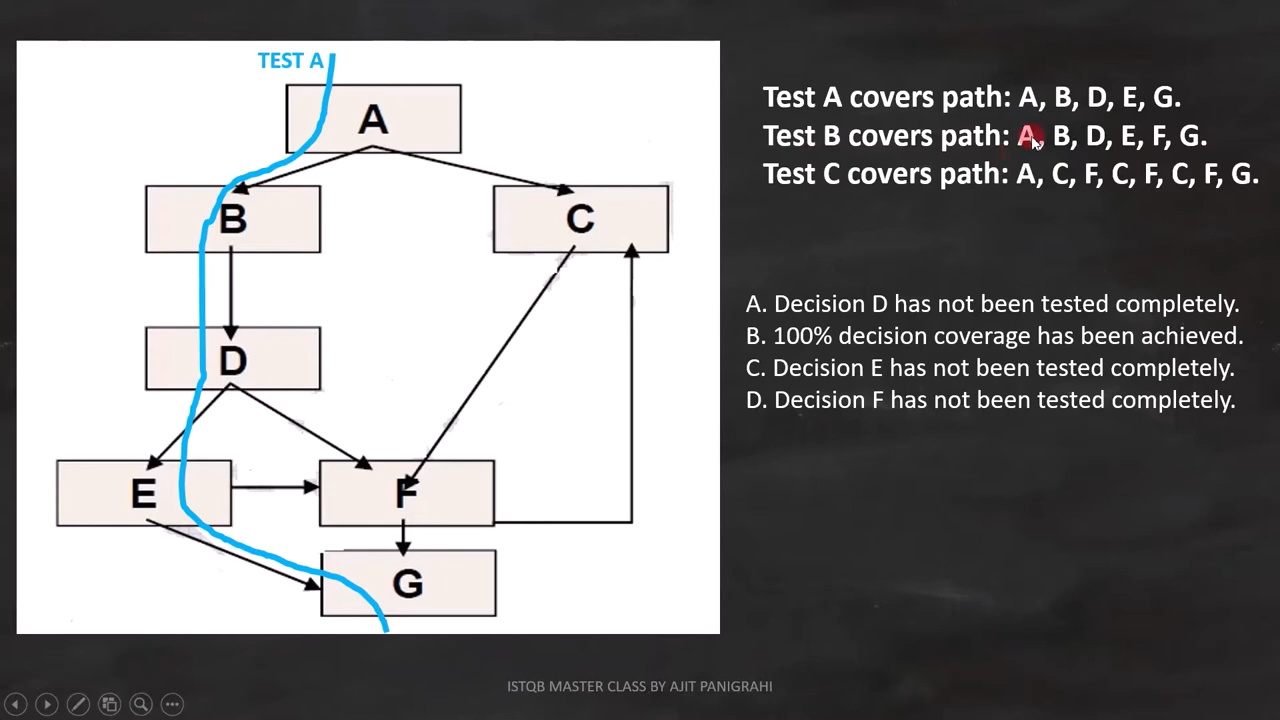 TEST A
A
B
C
D
E
F
G
Test A covers path: A, B, D, E, G.
Test B covers path: A, B, D, E, F, G.
Test C covers path: A, C, F, C, F, C, F, G.
A. Decision D has not been tested completely.
B. 100% decision coverage has been achieved.
C. Decision E has not been tested completely.
D. Decision F has not been tested completely.
ISTQB MASTER CLASS BY AJIT PANIGRAHI